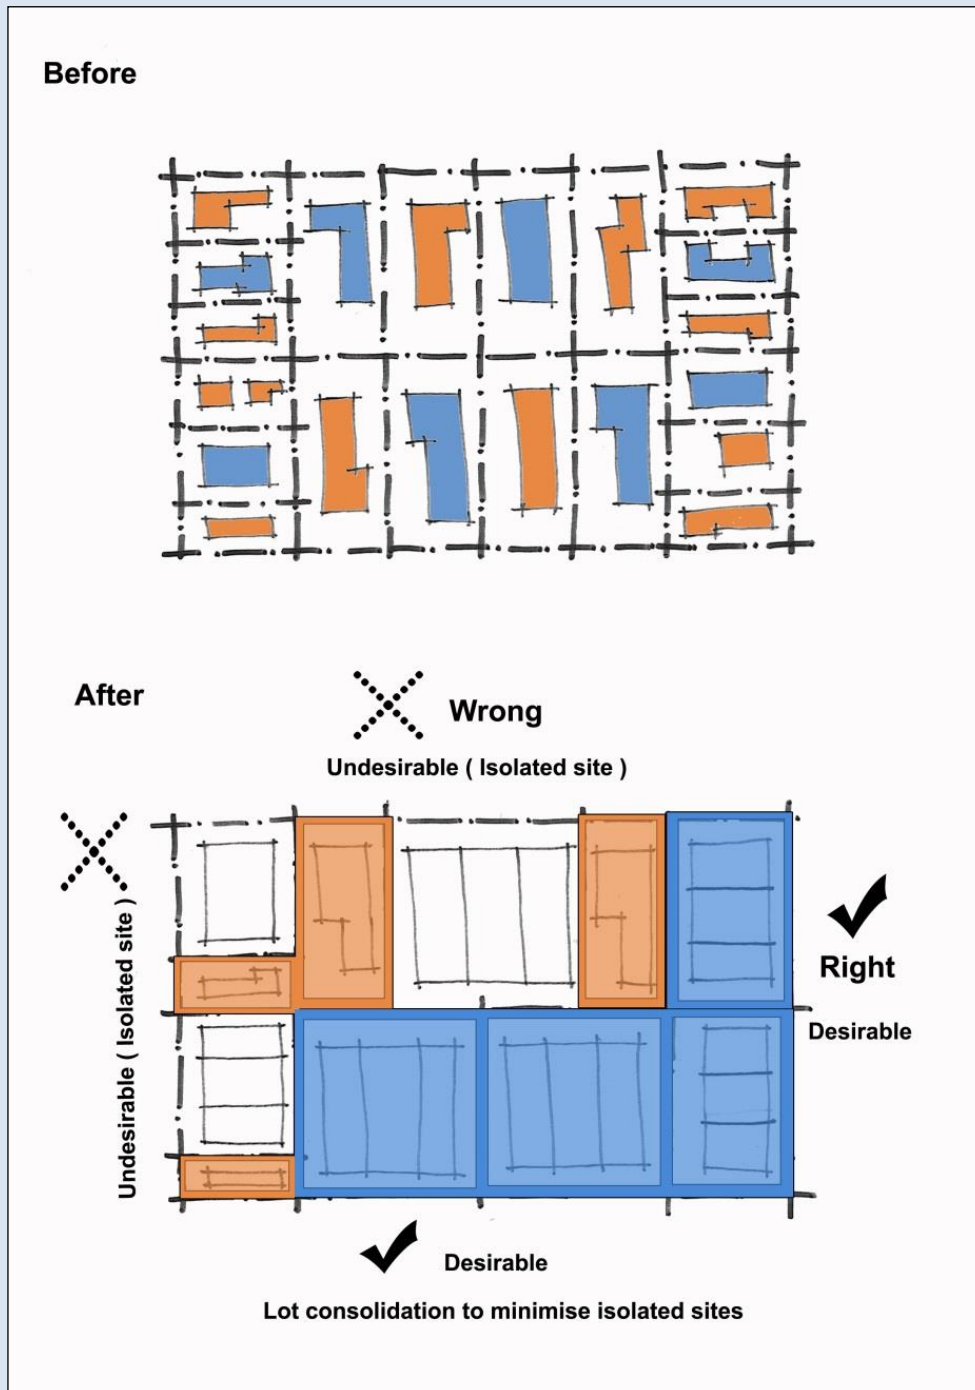 Before
After
Wrong
Undesirable ( Isolated site )
Undesirable ( Isolated site )
Right
Desirable
Desirable
Lot consolidation to minimise isolated sites